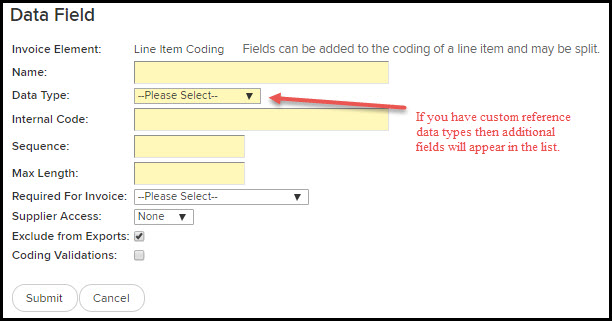 Data Field
Invoice Element: Line Item Coding Fields can be added to the coding of a line item and may be split.
Name:
Data Type: --Please Select--
Internal Code:
If you have custom reference
data types then additional
fields will appear in the list.
Sequence:
Max Length:
Required For Invoice: --Please Select--
Supplier Access: None
Exclude from Exports:
Coding Validations:
Submit Cancel